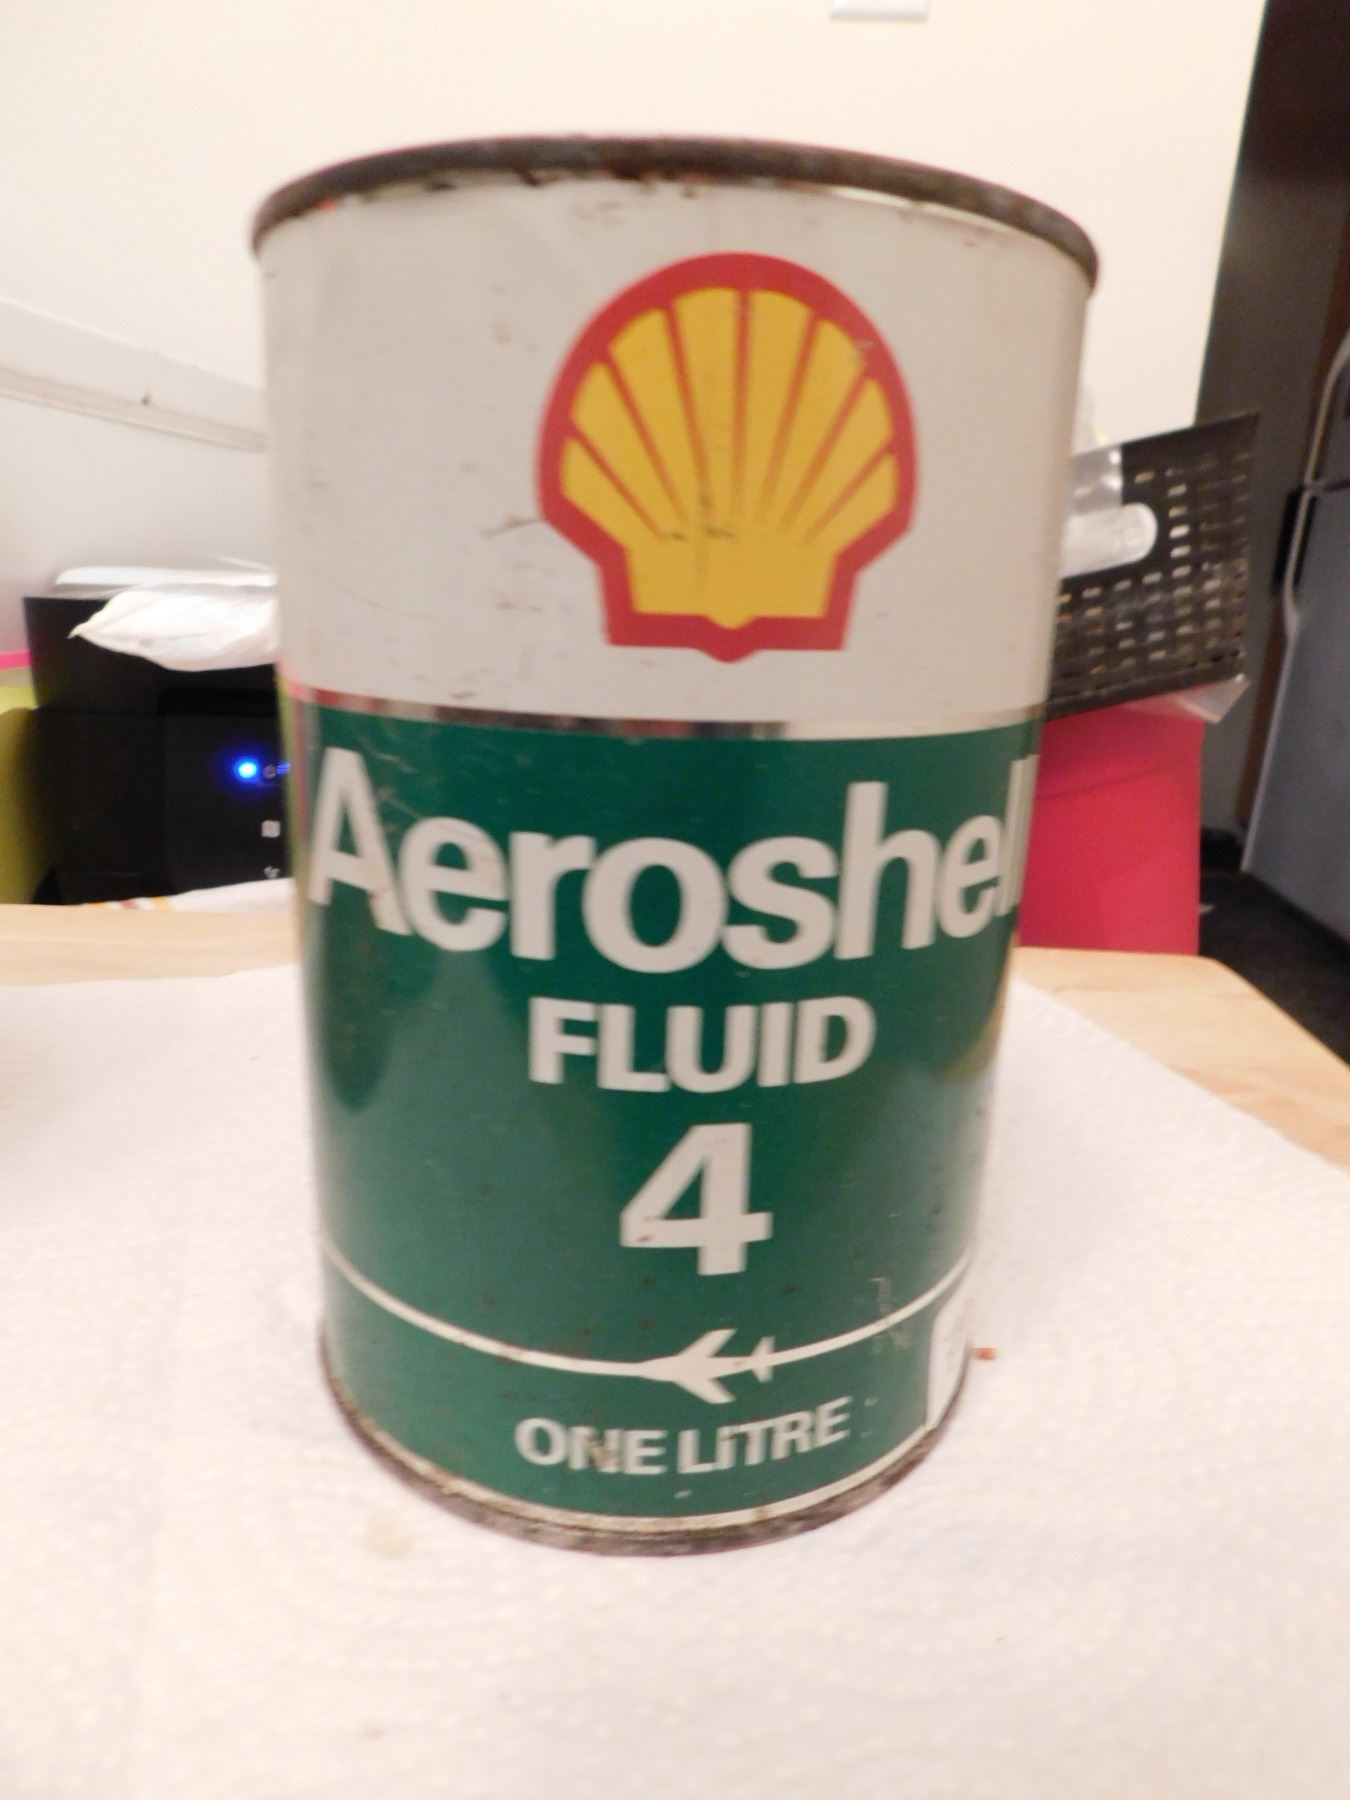 Aeroshell
FLUID
4
ONE LiTRE